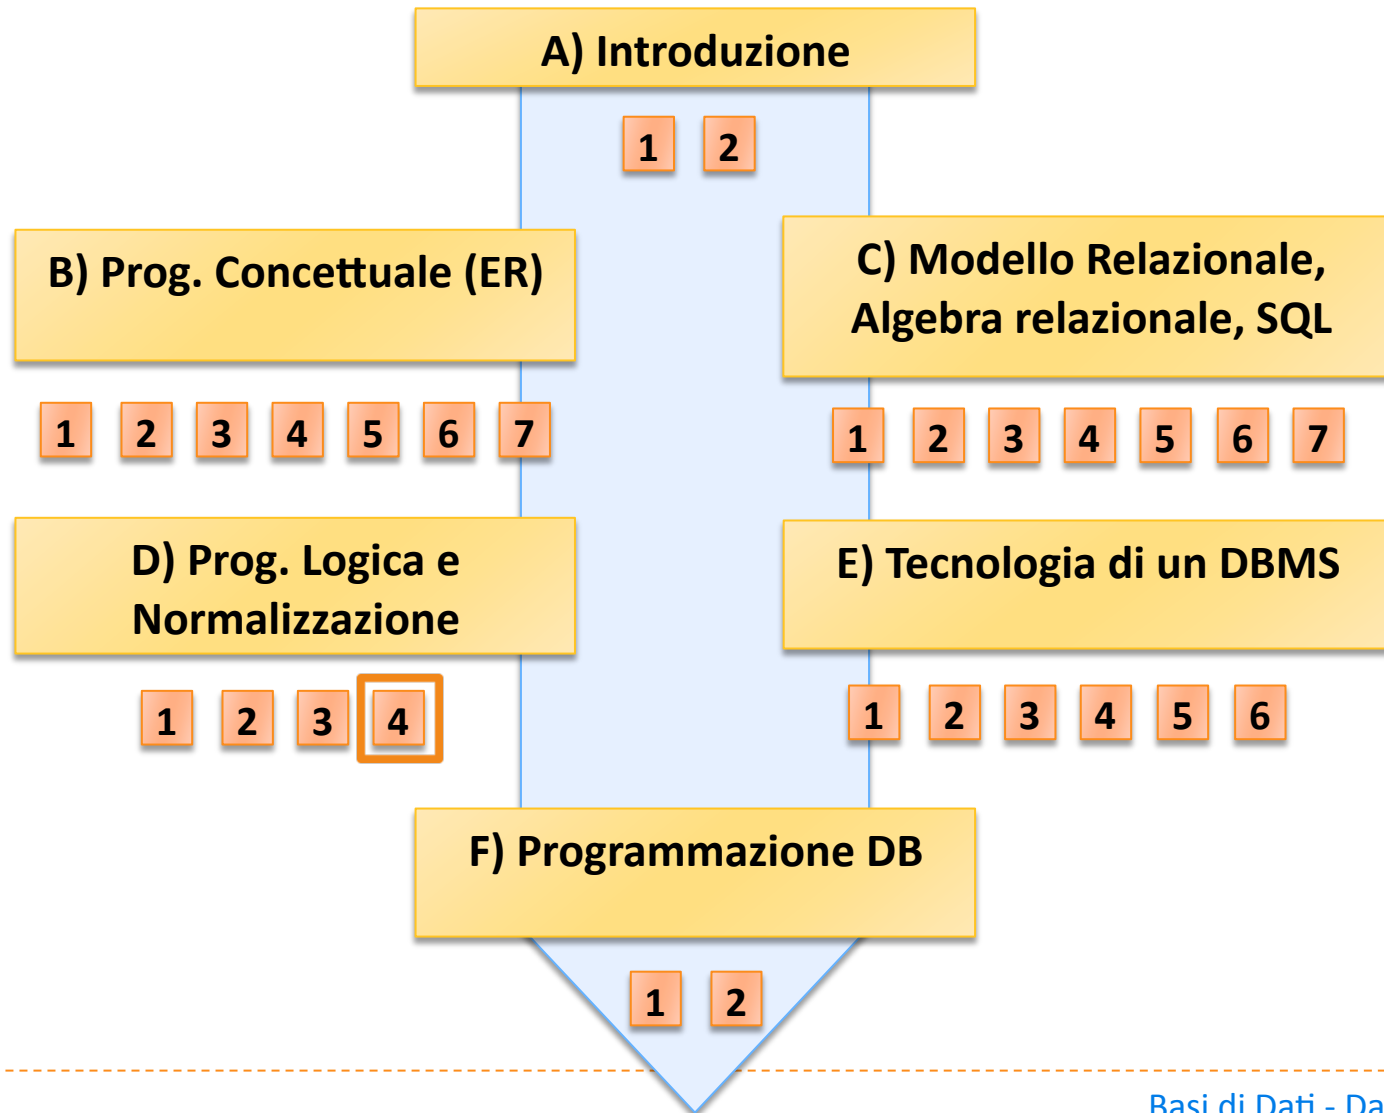 A) Introduzione
1 2
B) Prog. Concettuale (ER)
C) Modello Relazionale,
Algebra relazionale, SQL
1 2 3 4 5 6 7
1 2 3 4 5 6 7
D) Prog. Logica e
Normalizzazione
E) Tecnologia di un DBMS
1 2 3 4
1 2 3 4 5 6
F) Programmazione DB
1 2
Basi di Dati - Da